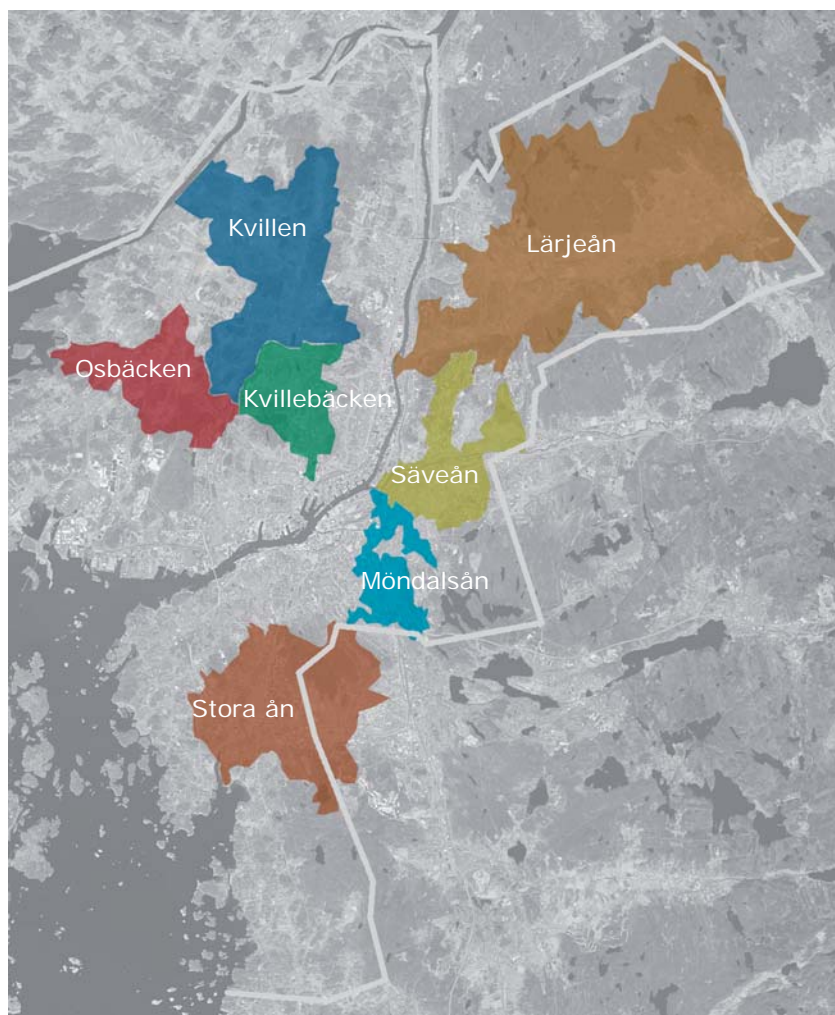 Kvillen
Lärjeån
Osbäcken
Kvillebäcken
Säveån
Möndalsån
Stora ån